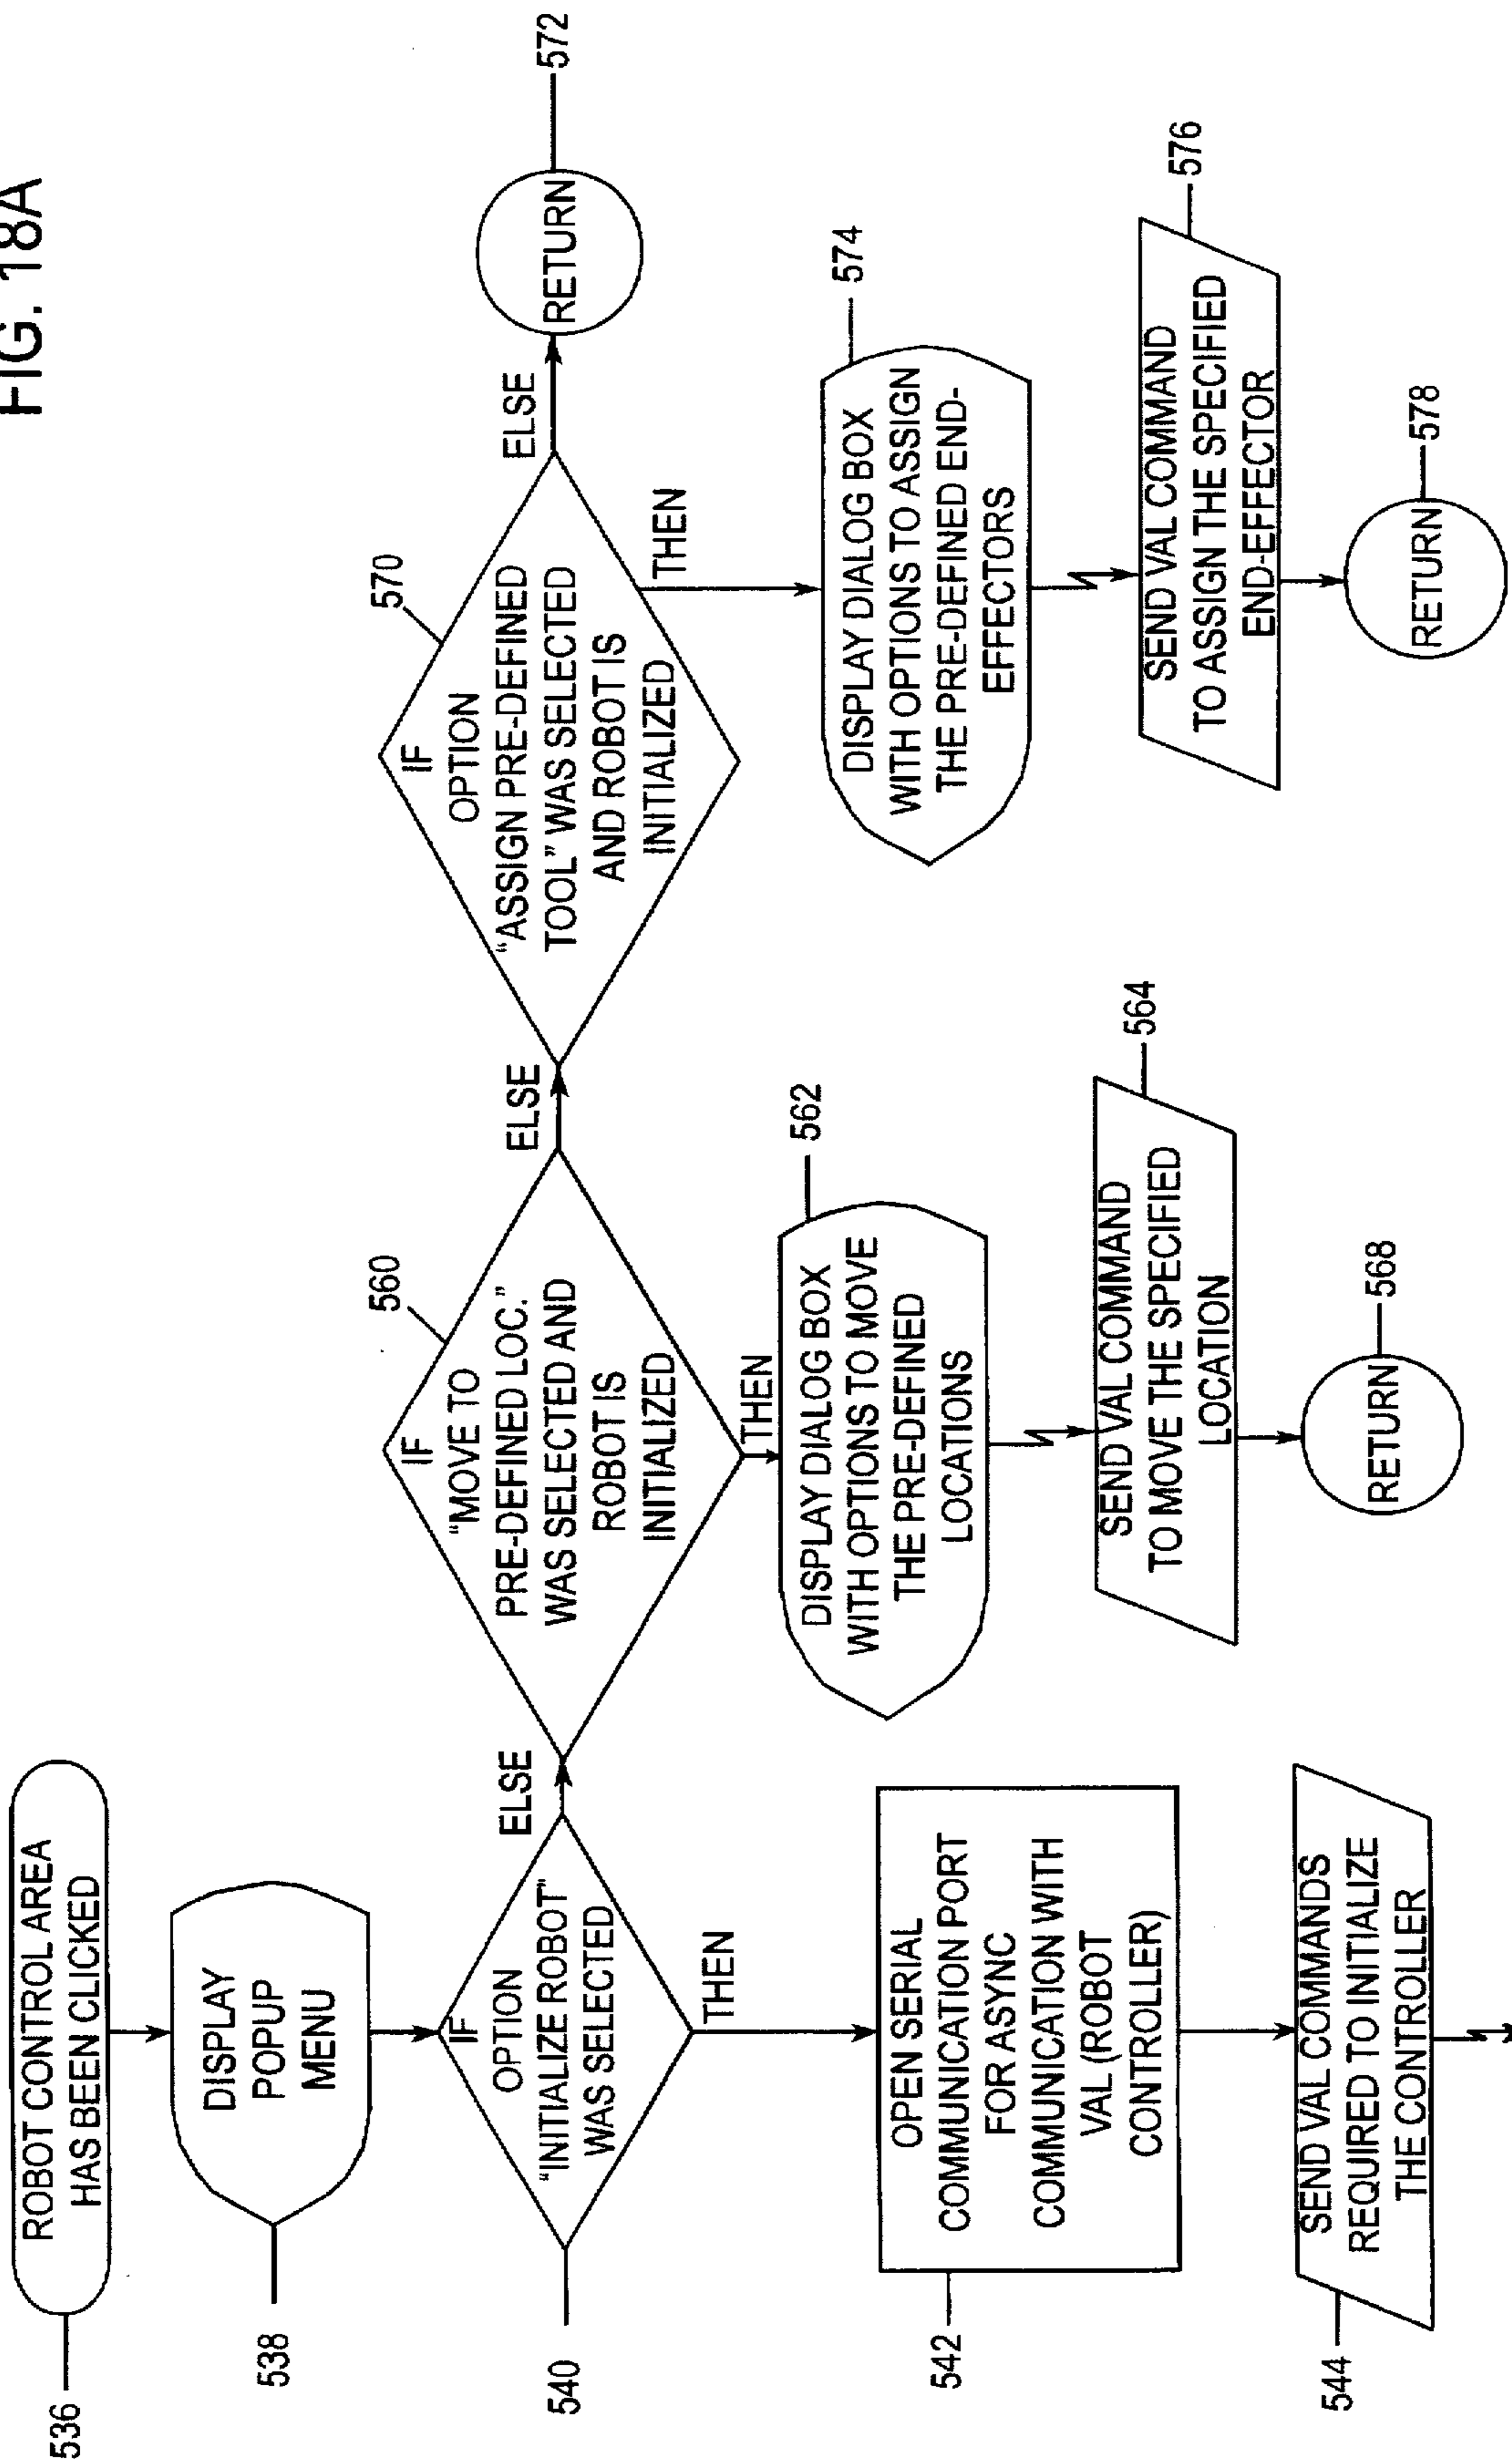 FIG. 18A
ROBOT CONTROL AREA
HAS BEEN CLICKED
536
DISPLAY
POPUP
MENU
538
IF
OPTION
"INITIALIZE ROBOT"
WAS SELECTED
540
ELSE
THEN
OPEN SERIAL
COMMUNICATION PORT
FOR ASYNC
COMMUNICATION WITH
VAL (ROBOT
CONTROLLER)
542
SEND VAL COMMANDS
REQUIRED TO INITIALIZE
THE CONTROLLER
544
IF
"MOVE TO
PRE-DEFINED LOC."
WAS SELECTED AND
ROBOT IS
INITIALIZED
560
ELSE
THEN
DISPLAY DIALOG BOX
WITH OPTIONS TO MOVE
THE PRE-DEFINED
LOCATIONS
562
SEND VAL COMMAND
TO MOVE THE SPECIFIED
LOCATION
564
RETURN
568
IF
OPTION
"ASSIGN PRE-DEFINED
TOOL" WAS SELECTED
AND ROBOT IS
INITIALIZED
570
ELSE
RETURN
572
THEN
DISPLAY DIALOG BOX
WITH OPTIONS TO ASSIGN
THE PRE-DEFINED END-
EFFECTORS
574
SEND VAL COMMAND
TO ASSIGN THE SPECIFIED
END-EFFECTOR
576
RETURN
578